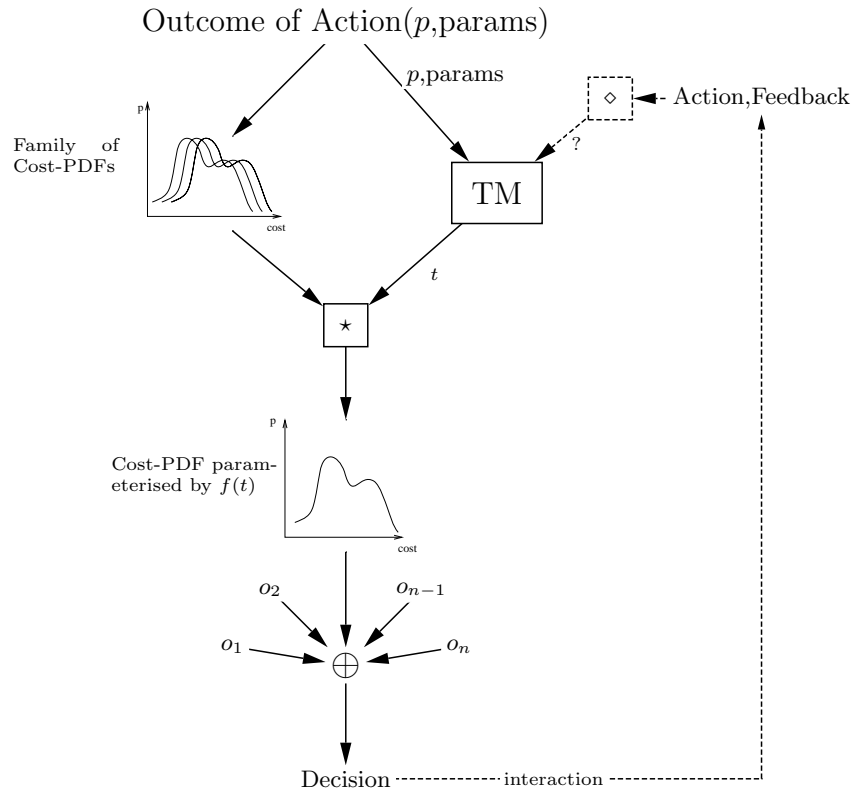 Outcome of Action(p,params)
p,params
◇
Action,Feedback
?
p
Family of
Cost-PDFs
cost
TM
t
⋆
p
Cost-PDF param-
eterised by f(t)
cost
o₂
oₙ₋₁
o₁
oₙ
⊕
Decision
interaction